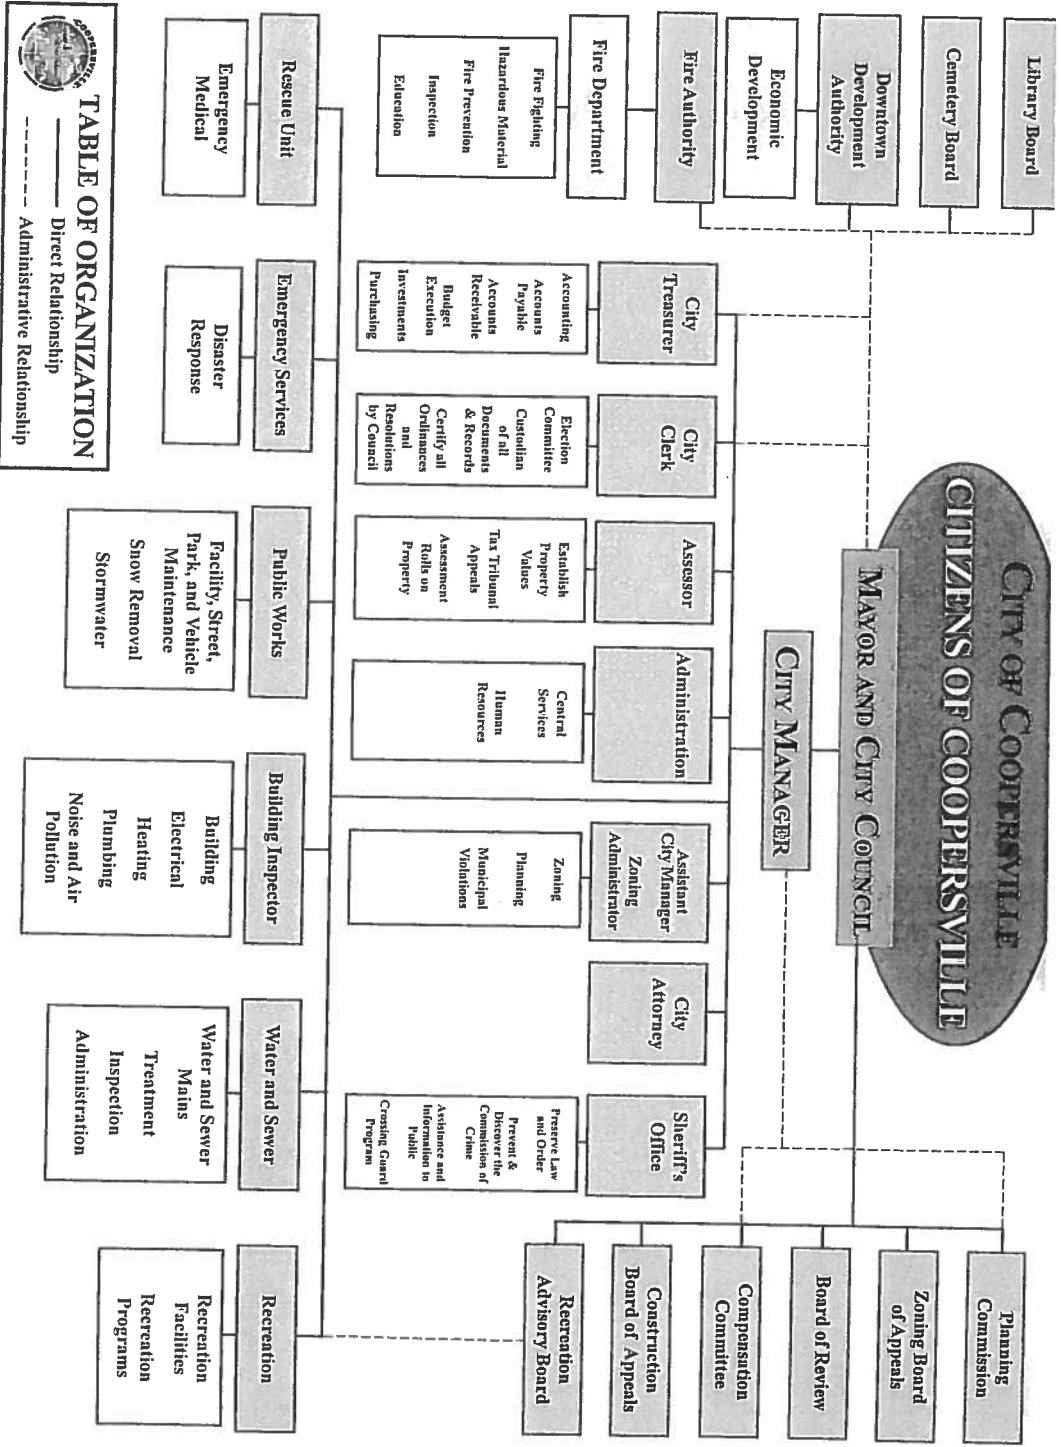 CITY OF COOPERSVILLE
CITIZENS OF COOPERSVILLE
MAYOR AND CITY COUNCIL
CITY MANAGER
Library Board
Cemetery Board
Downtown
Development
Authority
Economic
Development
Fire Authority
Fire Department
Fire Fighting
Hazardous Material
Fire Prevention
Inspection
Education
Planning
Commission
Zoning Board
of Appeals
Board of Review
Compensation
Committee
Construction
Board of Appeals
Recreation
Advisory Board
City
Treasurer
Accounting
Accounts
Payable
Accounts
Receivable
Budget
Execution
Investments
Purchasing
City
Clerk
Election
Committee
Custodian
of all
Documents
& Records
Certify all
Ordinances
and
Resolutions
by Council
Assessor
Establish
Property
Values
Tax Tribunal
Appeals
Assessment
Rolls on
Property
Administration
Central
Services
Human
Resources
Assistant
City Manager
Zoning
Administrator
Zoning
Planning
Municipal
Violations
City
Attorney
Sheriff's
Office
Preserve Law
and Order
Prevent &
Discover the
Commission of
Crime
Assistance and
Information to
Public
Crossing Guard
Program
Rescue Unit
Emergency
Medical
Emergency Services
Disaster
Response
Public Works
Facility, Street,
Park, and Vehicle
Maintenance
Snow Removal
Stormwater
Building Inspector
Building
Electrical
Heating
Plumbing
Noise and Air
Pollution
Water and Sewer
Water and Sewer
Mains
Treatment
Inspection
Administration
Recreation
Recreation
Facilities
Recreation
Programs
COOPERSVILLE
TABLE OF ORGANIZATION
Direct Relationship
Administrative Relationship